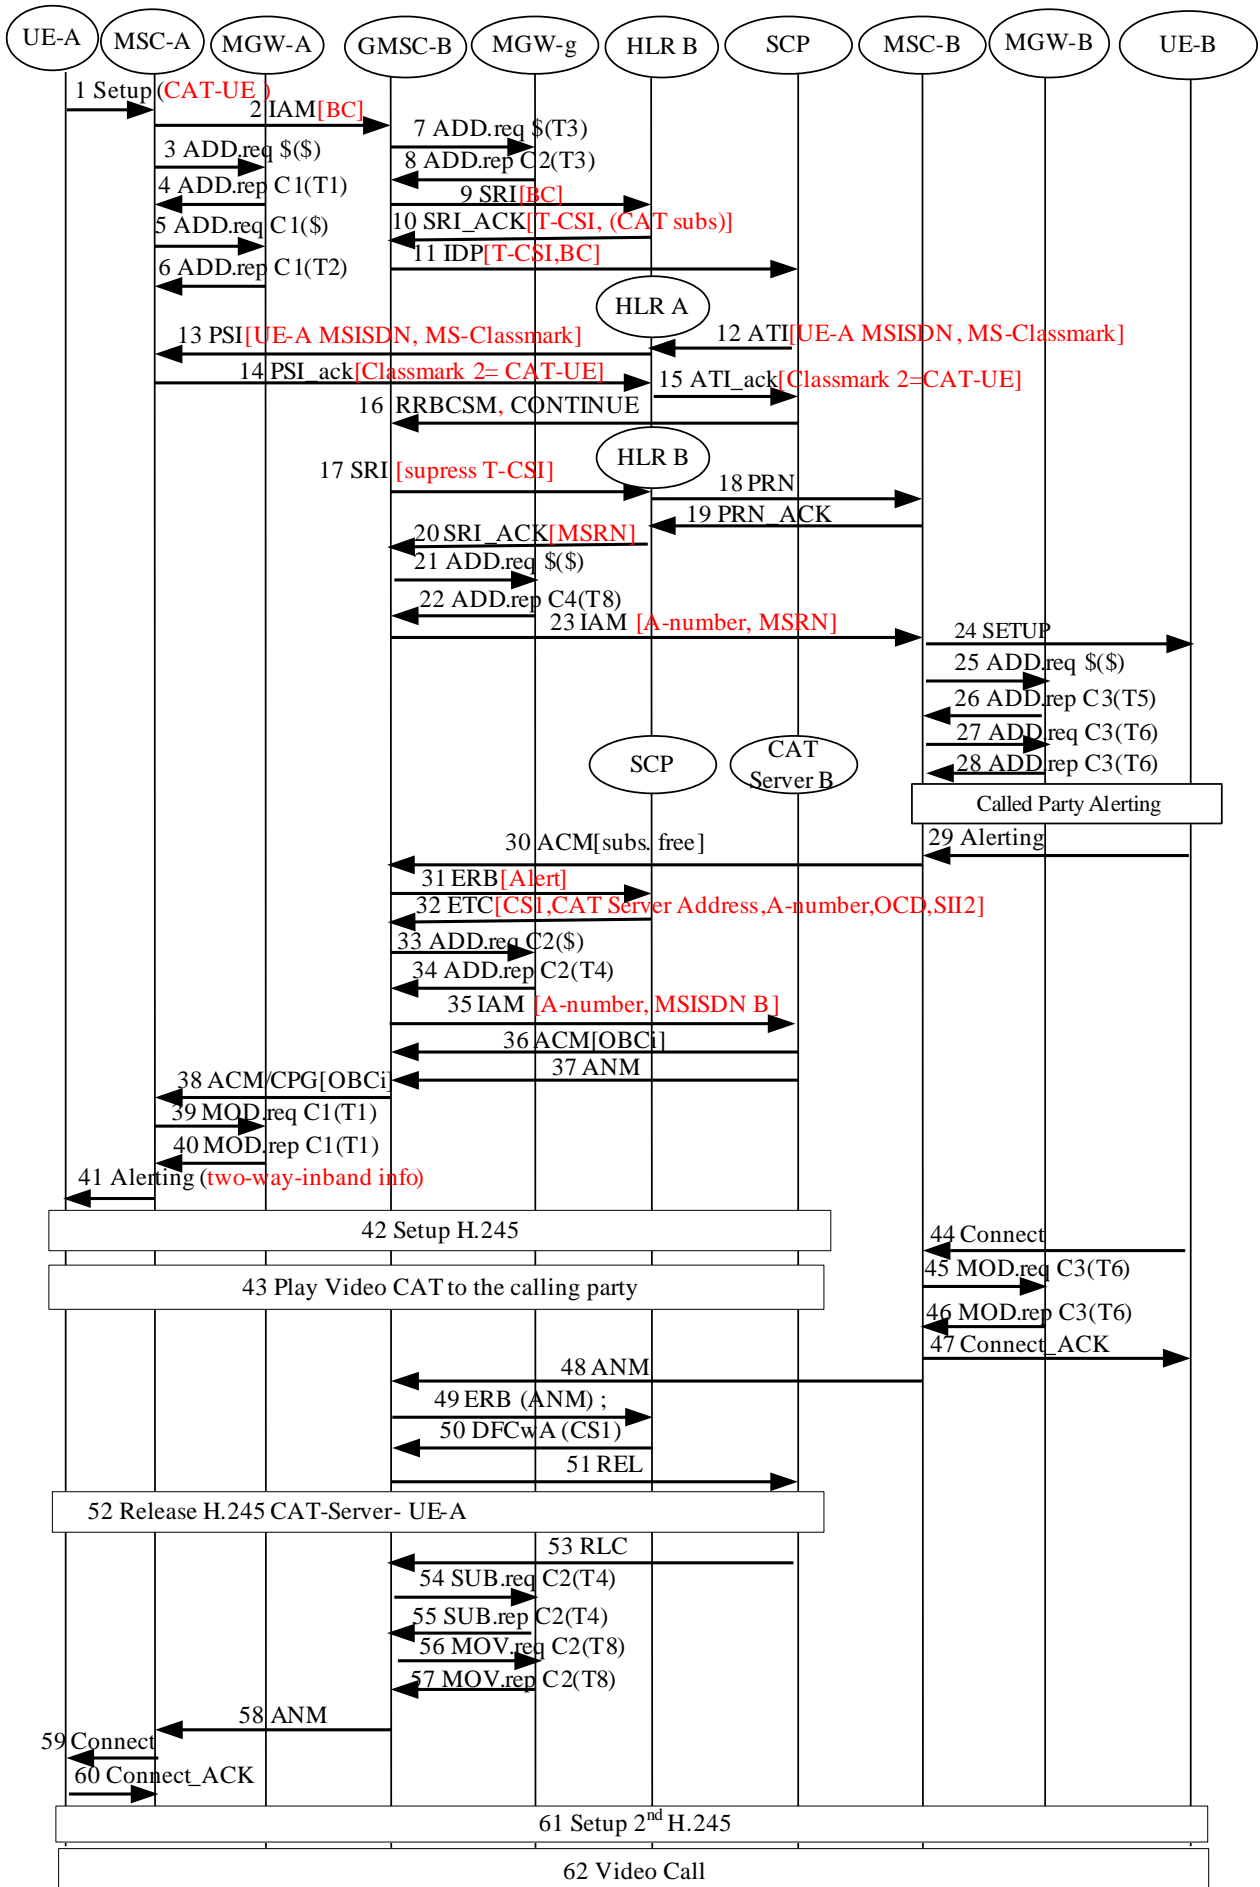 UE-A
MSC-A
MGW-A
GMSC-B
MGW-g
HLR B
SCP
MSC-B
MGW-B
UE-B
1 Setup (CAT-UE )
2 IAM[BC]
3 ADD.req $($)
4 ADD.rep C1(T1)
5 ADD.req C1($)
6 ADD.rep C1(T2)
7 ADD.req $(T3)
8 ADD.rep C2(T3)
9 SRI[BC]
10 SRI_ACK[T-CSI, (CAT subs)]
11 IDP[T-CSI,BC]
HLR A
12 ATI[UE-A MSISDN, MS-Classmark]
13 PSI[UE-A MSISDN, MS-Classmark]
14 PSI_ack[Classmark 2= CAT-UE]
15 ATI_ack[Classmark 2=CAT-UE]
16 RRBCSM, CONTINUE
HLR B
17 SRI [supress T-CSI]
18 PRN
19 PRN_ACK
20 SRI_ACK[MSRN]
21 ADD.req $($)
22 ADD.rep C4(T8)
23 IAM [A-number, MSRN]
24 SETUP
25 ADD.req $($)
26 ADD.rep C3(T5)
27 ADD.req C3(T6)
28 ADD.rep C3(T6)
SCP
CAT
Server B
Called Party Alerting
29 Alerting
30 ACM[subs. free]
31 ERB[Alert]
32 ETC[CS1,CAT Server Address,A-number,OCD,SII2]
33 ADD.req C2($)
34 ADD.rep C2(T4)
35 IAM [A-number, MSISDN B]
36 ACM[OBCi]
37 ANM
38 ACM/CPG[OBCi]
39 MOD.req C1(T1)
40 MOD.rep C1(T1)
41 Alerting (two-way-inband info)
42 Setup H.245
43 Play Video CAT to the calling party
44 Connect
45 MOD.req C3(T6)
46 MOD.rep C3(T6)
47 Connect_ACK
48 ANM
49 ERB (ANM) ;
50 DFCwA (CS1)
51 REL
52 Release H.245 CAT-Server- UE-A
53 RLC
54 SUB.req C2(T4)
55 SUB.rep C2(T4)
56 MOV.req C2(T8)
57 MOV.rep C2(T8)
58 ANM
59 Connect
60 Connect_ACK
61 Setup 2nd H.245
62 Video Call